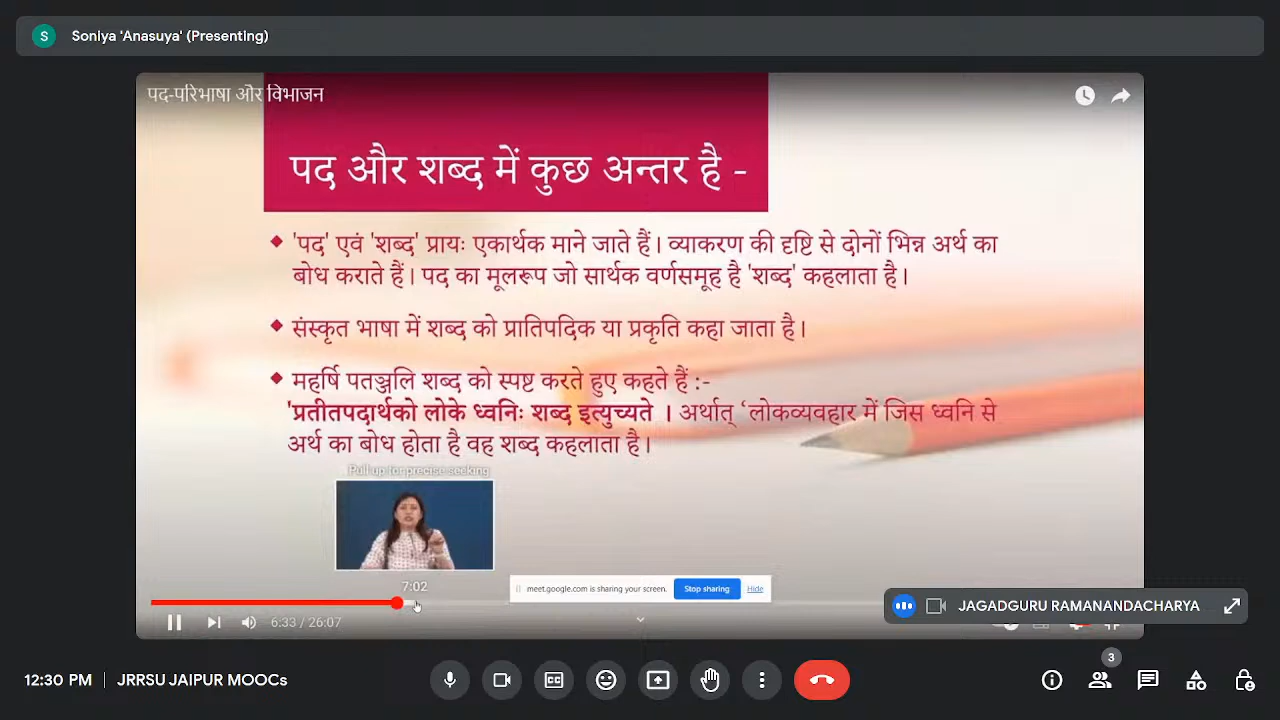 S Soniya 'Anasuya' (Presenting)
पद-परिभाषा और विभाजन
पद और शब्द में कुछ अन्तर है -
'पद' एवं 'शब्द' प्रायः एकार्थक माने जाते हैं। व्याकरण की दृष्टि से दोनों भिन्न अर्थ का
बोध कराते हैं। पद का मूलरूप जो सार्थक वर्णसमूह है 'शब्द' कहलाता है।
संस्कृत भाषा में शब्द को प्रातिपदिक या प्रकृति कहा जाता है।
महर्षि पतञ्जलि शब्द को स्पष्ट करते हुए कहते हैं :-
'प्रतीतपदार्थको लोके ध्वनिः शब्द इत्युच्यते । अर्थात् ‘लोकव्यवहार में जिस ध्वनि से
अर्थ का बोध होता है वह शब्द कहलाता है।
Pull up for precise seeking
7:02
meet.google.com is sharing your screen. Stop sharing Hide
JAGADGURU RAMANANDACHARYA
6:33 / 26:07
3
12:30 PM JRRSU JAIPUR MOOCs